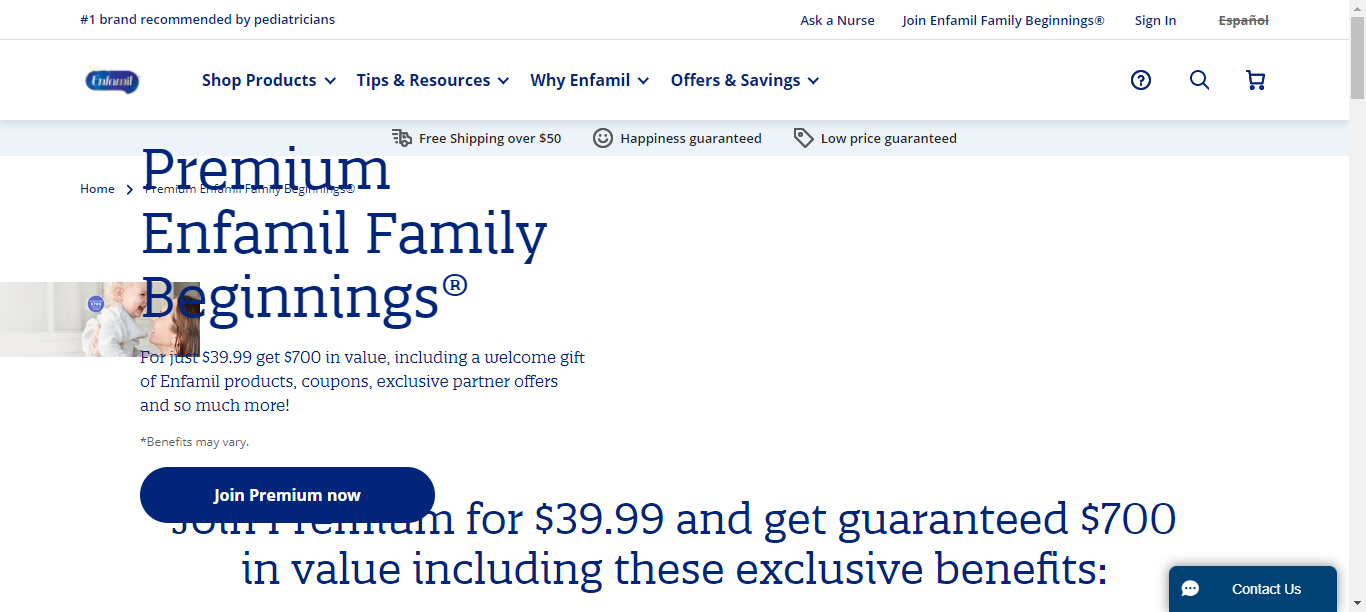 #1 brand recommended by pediatricians
Ask a Nurse
Join Enfamil Family Beginnings®
Sign In
Español
Enfamil
Shop Products
Tips & Resources
Why Enfamil
Offers & Savings
Free Shipping over $50
Happiness guaranteed
Low price guaranteed
Home
Premium Enfamil Family Beginnings®
Premium
Enfamil Family
Beginnings®
For just $39.99 get $700 in value, including a welcome gift
of Enfamil products, coupons, exclusive partner offers
and so much more!
*Benefits may vary.
Join Premium now
Join Premium for $39.99 and get guaranteed $700
in value including these exclusive benefits:
Contact Us